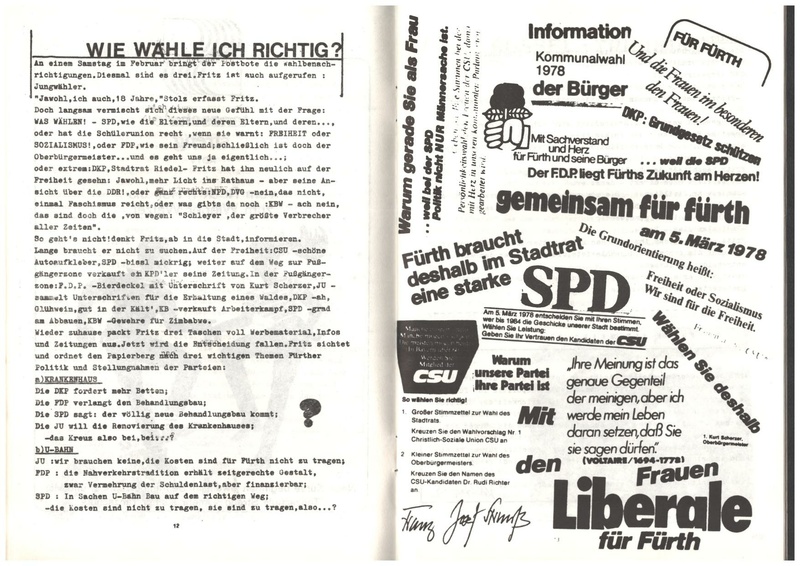 WIE WÄHLE ICH RICHTIG?
An einem Samstag im Februar bringt der Postbote die Wahlbenach-
richtigungen.Diesmal sind es drei.Fritz ist auch aufgerufen :
Jungwähler.
"Jawohl,ich auch,18 Jahre,"Stolz erfasst Fritz.
Doch langsam vermischt sich dieses neue Gefühl mit der Frage:
WAS WÄHLEN! - SPD,wie die Eltern,und deren Eltern,und deren...,
oder hat die Schülerunion recht ,wenn sie warnt: FREIHEIT oder
SOZIALISMUS!,oder FDP,wie sein Freund;schließlich ist doch der
Oberbürgermeister...und es geht uns ja eigentlich...;
oder extrem:DKP,Stadtrat Riedel- Fritz hat ihn neulich auf der
Freiheit gesehn: Jawohl,mehr Licht ins Rathaus - aber seine An-
sicht über die DDR!,oder ganz rechts:NPD,DVG -nein,das nicht,
einmal Faschismus reicht,oder was gibts da noch :KBW - ach nein,
das sind doch die ,von wegen: "Schleyer ,der größte Verbrecher
aller Zeiten".
So geht's nicht!denkt Fritz,ab in die Stadt,informieren.
Lange braucht er nicht zu suchen.Auf der Freiheit:CSU -schöne
Autoaufkleber,SPD -bissl mickrig; weiter auf dem Weg zur Fuß-
gängerzone verkauft ein KPD'ler seine Zeitung.In der Fußgänger-
zone:F.D.P. -Bierdeckel mit Unterschrift von Kurt Scherzer,JU -
sammelt Unterschriften für die Erhaltung eines Waldes,DKP -ah,
Glühwein,gut in der Kält',KB -verkauft Arbeiterkampf,SPD -grad
am Abbauen,KBW -Gewehre für Zimbabwe.
Wieder zuhause packt Fritz drei Taschen voll Werbematerial,Infos
und Zeitungen aus.Jetzt wird die Entscheidung fallen.Fritz sichtet
und ordnet den Papierberg nach drei wichtigen Themen Fürther
Politik und Stellungnahmen der Parteien:
a)KRANKENHAUS
Die DKP fordert mehr Betten;
Die FDP verlangt den Behandlungsbau;
Die SPD sagt: der völlig neue Behandlungsbau kommt;
Die JU will die Renovierung des Krankenhauses;
-das Kreuz also bei,bei...?
b)U-BAHN
JU :wir brauchen keine,die Kosten sind für Fürth nicht zu tragen;
FDP : die Nahverkehrstradition erhält zeitgerechte Gestalt,
zwar Vermehrung der Schuldenlast,aber finanzierbar;
SPD : In Sachen U-Bahn Bau auf dem richtigen Weg;
-die Kosten sind nicht zu tragen, sie sind zu tragen,also...?
12
Warum gerade Sie als Frau
.. weil bei der SPD
Politik nicht NUR Männersache ist.
Information
Kommunalwahl
1978
der Bürger
FÜR FÜRTH
Und die Frauen im besonderen
den Frauen!
DKP: Grundgesetz schützen
Mit Sachverstand
und Herz
für Fürth und seine Bürger
... weil die SPD
Der F.D.P. liegt Fürths Zukunft am Herzen!
gemeinsam für fürth
am 5. März 1978
Fürth braucht
deshalb im Stadtrat
eine starke
SPD
Die Grundorientierung heißt:
Freiheit oder Sozialismus
Wir sind für die Freiheit.
Am 5. März 1978 entscheiden Sie mit Ihren Stimmen,
wer bis 1984 die Geschicke unserer Stadt bestimmt.
Wählen Sie Leistung:
Geben Sie Ihr Vertrauen den Kandidaten der CSU
CSU
Warum
unsere Partei
Ihre Partei ist
Wählen Sie deshalb
1. Kurt Scherzer,
Oberbürgermeister
„Ihre Meinung ist das
genaue Gegenteil
der meinigen, aber ich
werde mein Leben
daran setzen, daß Sie
sie sagen dürfen."
(VOLTAIRE/1694-1778)
So wählen Sie richtig!
1. Großer Stimmzettel zur Wahl des
Stadtrats.
Kreuzen Sie den Wahlvorschlag Nr 1
Christlich-Soziale Union CSU an
2 Kleiner Stimmzettel zur Wahl des
Oberbürgermeisters.
Kreuzen Sie den Namen des
CSU-Kandidaten Dr. Rudi Richter
an
Mit
den
Frauen
Liberale
für Fürth
Franz Josef Strauß